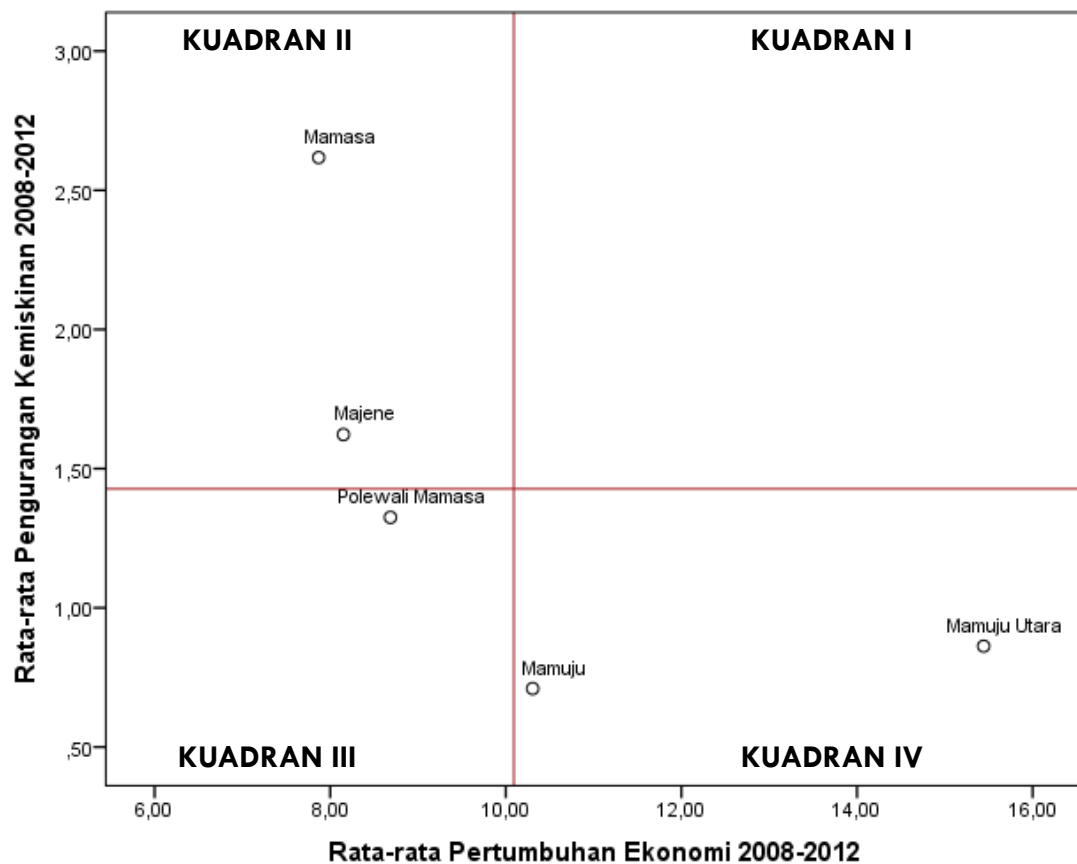 KUADRAN II
KUADRAN I
3,00
Mamasa
2,50
2,00
Majene
1,50
Polewali Mamasa
1,00
Mamuju Utara
Mamuju
,50
KUADRAN III
KUADRAN IV
6,00
8,00
10,00
12,00
14,00
16,00
Rata-rata Pengurangan Kemiskinan 2008-2012
Rata-rata Pertumbuhan Ekonomi 2008-2012